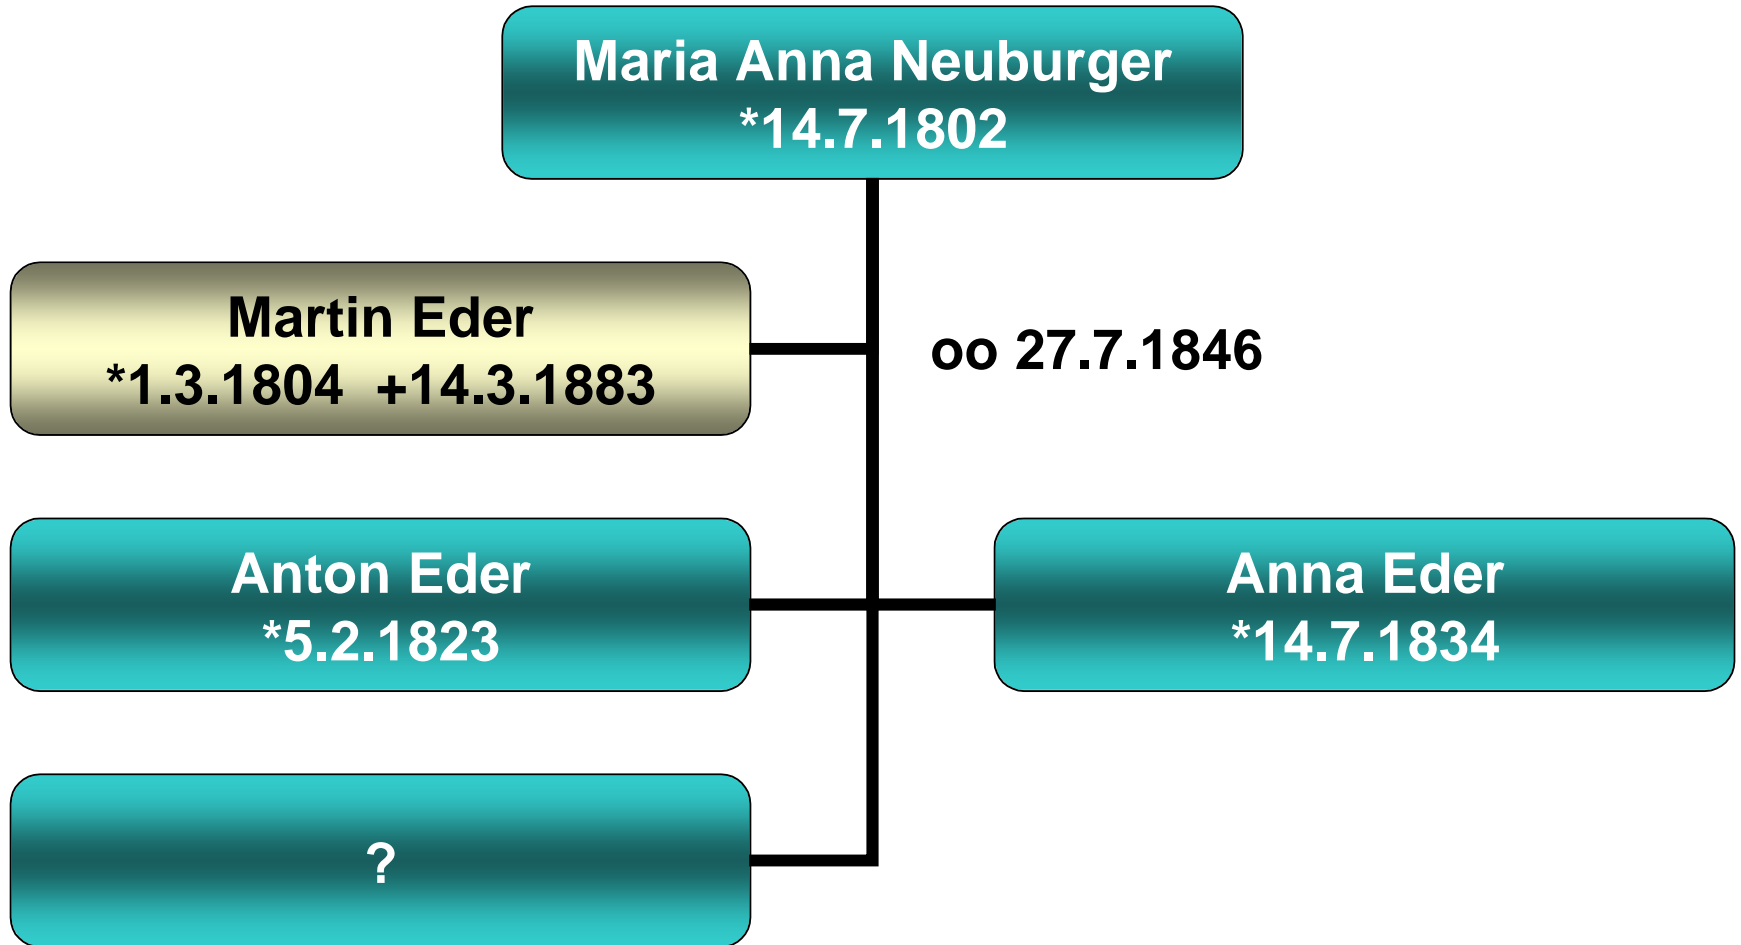 Maria Anna Neuburger
*14.7.1802
Martin Eder
*1.3.1804  +14.3.1883
oo 27.7.1846
Anton Eder
*5.2.1823
Anna Eder
*14.7.1834
?